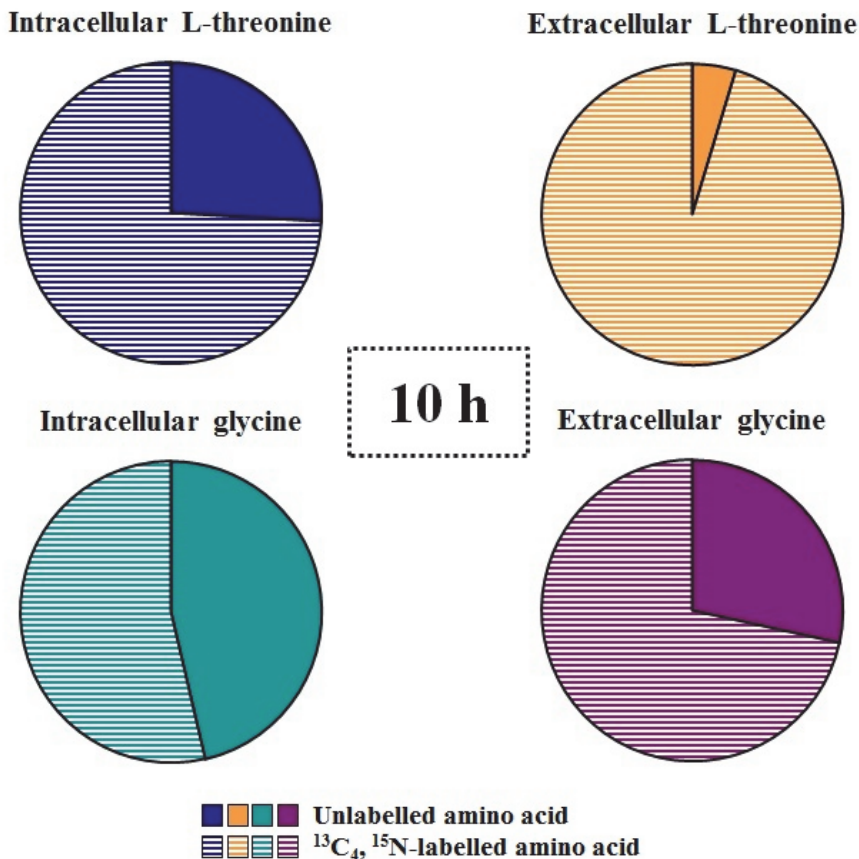 Intracellular L-threonine
Extracellular L-threonine
10 h
Intracellular glycine
Extracellular glycine
Unlabelled amino acid
¹³C₄, ¹⁵N-labelled amino acid